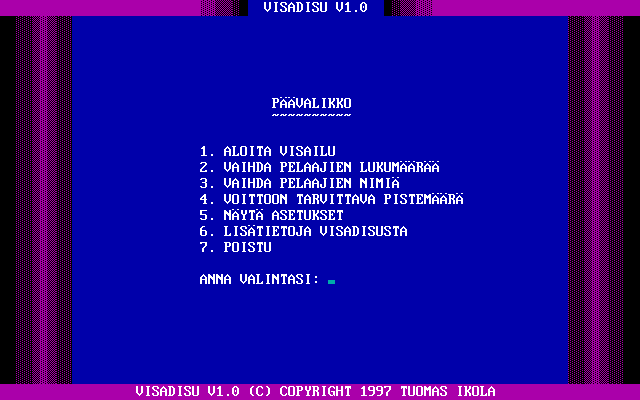 VISADISU V1.0
PÄÄVALIKKO
~~~~~~~~~~
1. ALOITA VISAILU
2. VAIHDA PELAAJIEN LUKUMÄÄRÄÄ
3. VAIHDA PELAAJIEN NIMIÄ
4. VOITTOON TARVITTAVA PISTEMÄÄRÄ
5. NÄYTÄ ASETUKSET
6. LISÄTIETOJA VISADISUSTA
7. POISTU
ANNA VALINTASI:
VISADISU V1.0 (C) COPYRIGHT 1997 TUOMAS IKOLA